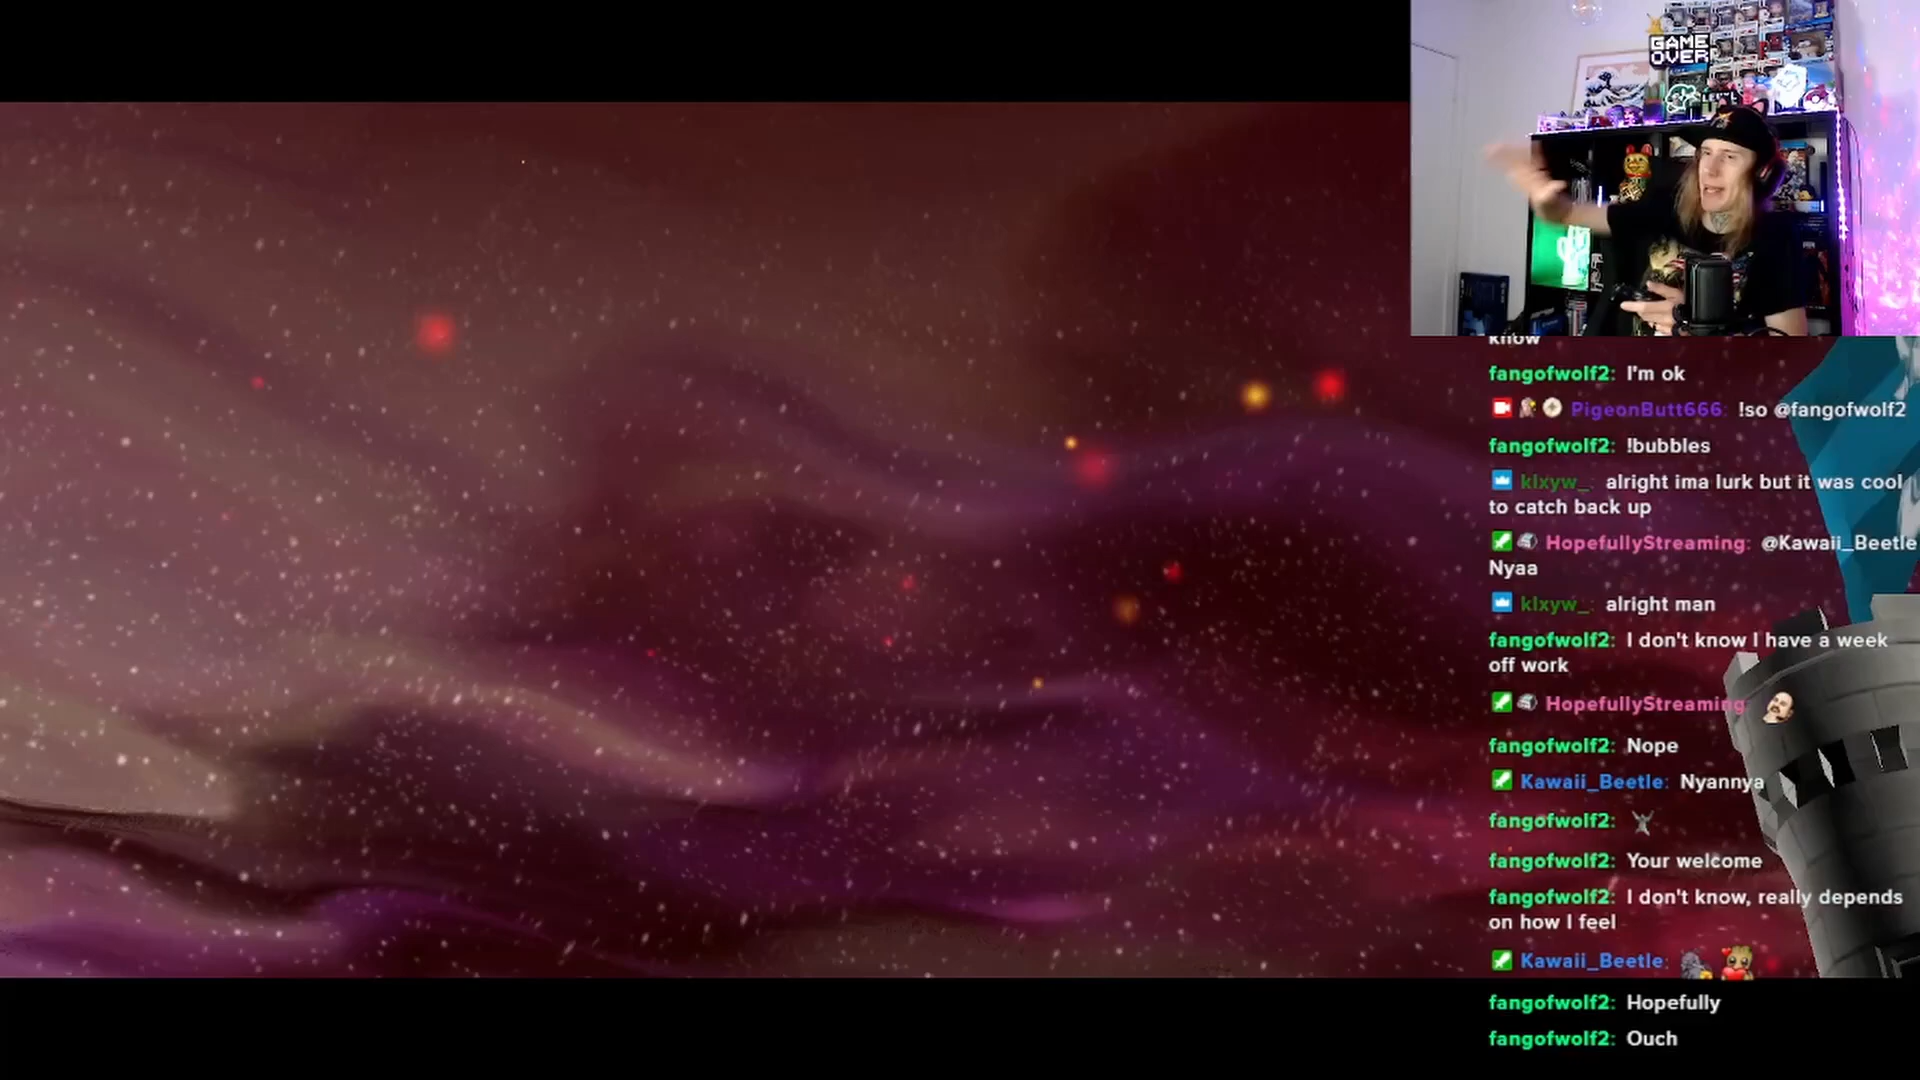 GAME
OVER
LEVEL
know
fangofwolf2: I'm ok
PigeonButt666: !so @fangofwolf2
fangofwolf2: !bubbles
klxyw_: alright ima lurk but it was cool
to catch back up
HopefullyStreaming: @Kawaii_Beetle
Nyaa
klxyw_: alright man
fangofwolf2: I don't know I have a week
off work
HopefullyStreaming:
fangofwolf2: Nope
Kawaii_Beetle: Nyannya
fangofwolf2:
fangofwolf2: Your welcome
fangofwolf2: I don't know, really depends
on how I feel
Kawaii_Beetle:
fangofwolf2: Hopefully
fangofwolf2: Ouch